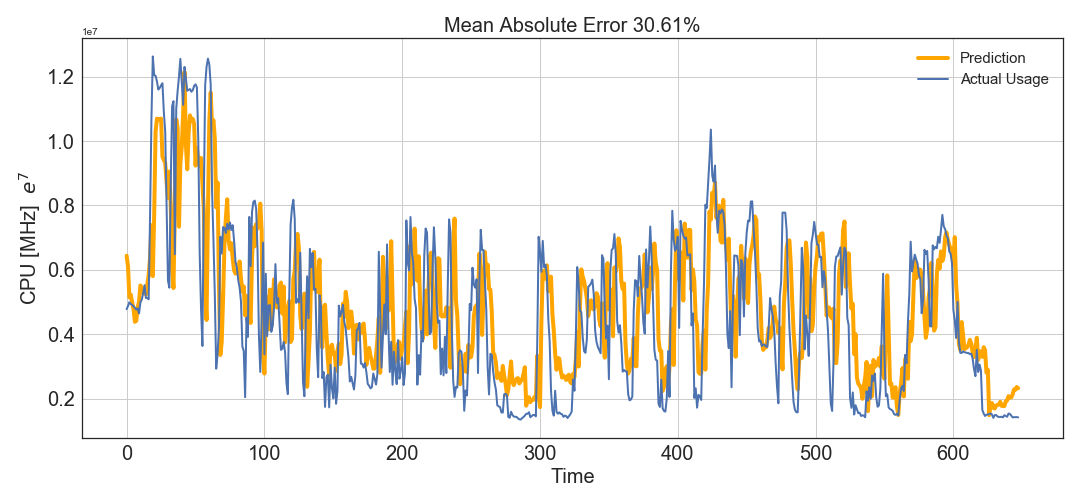 Mean Absolute Error 30.61%
1e7
Prediction
Actual Usage
1.2
1.0
0.8
0.6
0.4
0.2
CPU [MHz] e⁷
0 100 200 300 400 500 600
Time